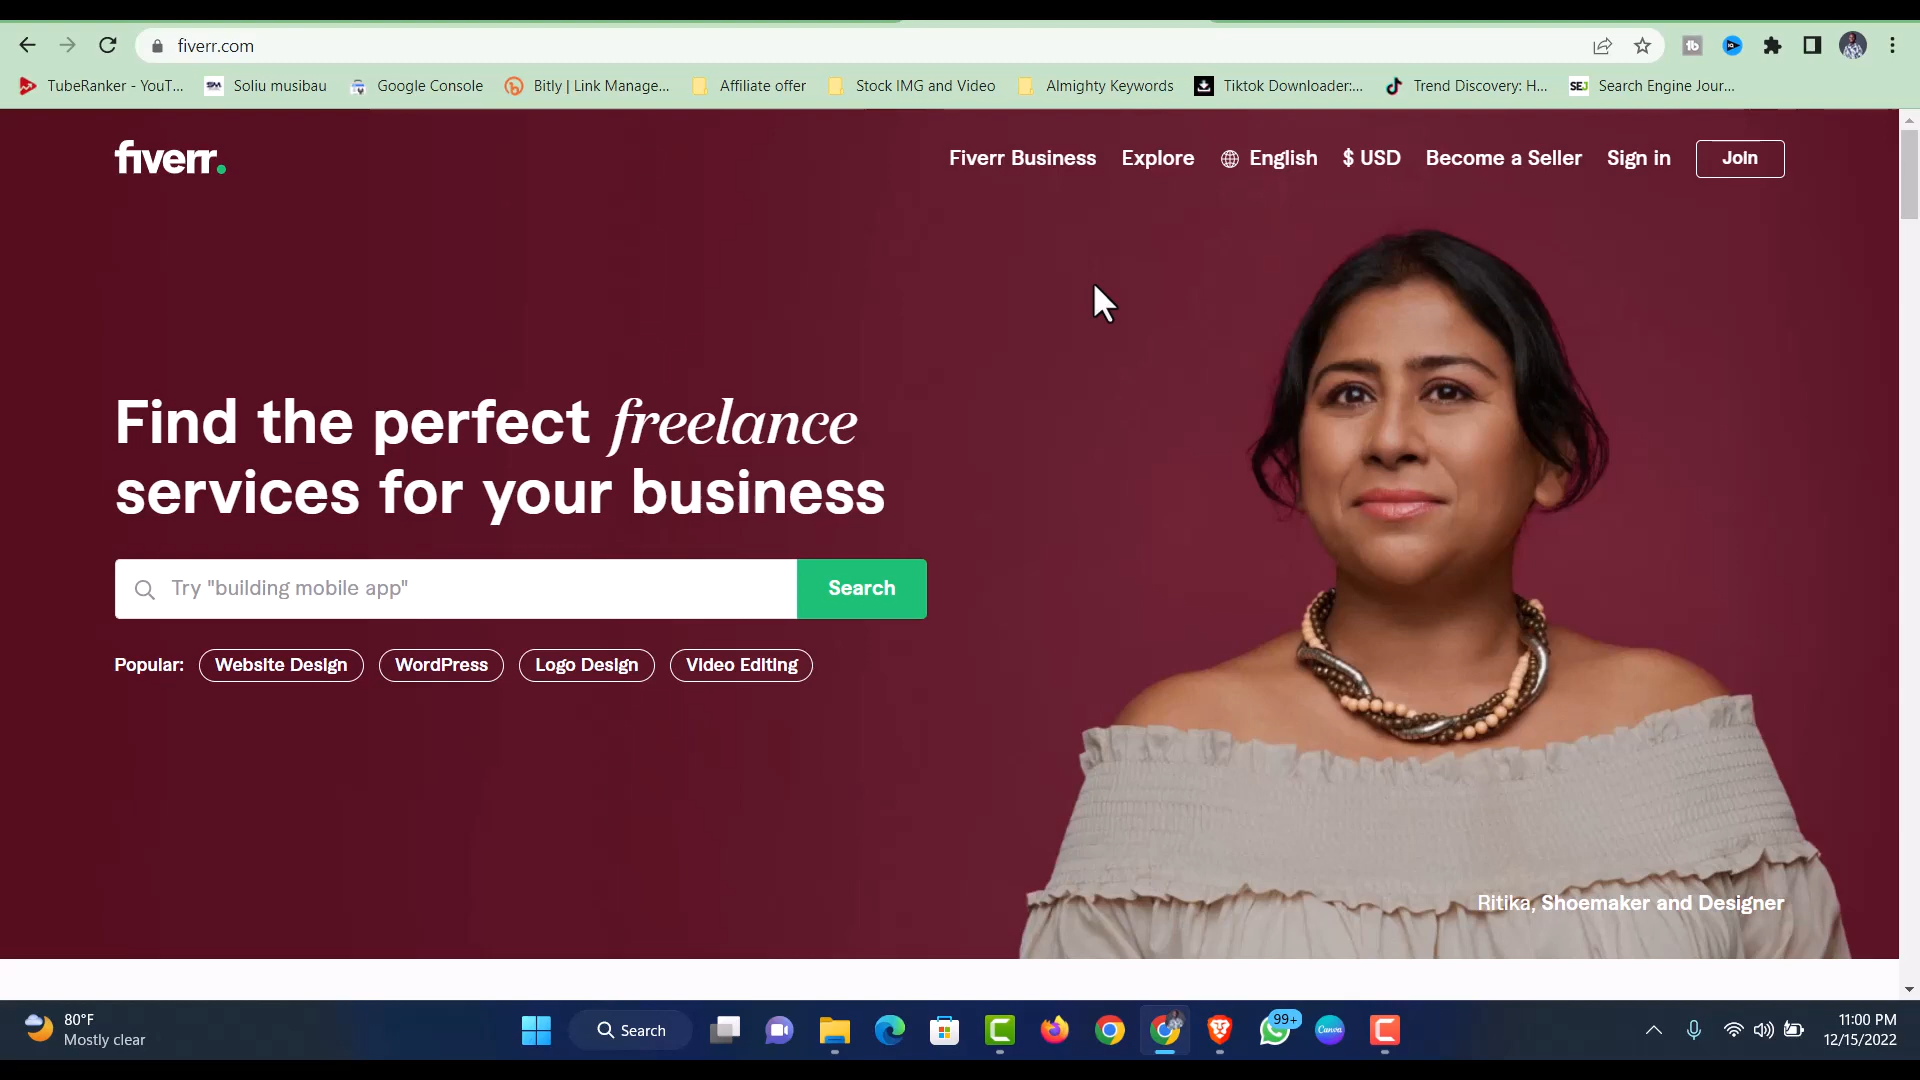 fiverr.com
TubeRanker - YouT...
Soliu musibau
Google Console
Bitly | Link Manage...
Affiliate offer
Stock IMG and Video
Almighty Keywords
Tiktok Downloader:...
Trend Discovery: H...
SEJ
Search Engine Jour...
fiverr.
Fiverr Business
Explore
English
$ USD
Become a Seller
Sign in
Join
Find the perfect freelance
services for your business
Try "building mobile app"
Search
Popular:
Website Design
WordPress
Logo Design
Video Editing
Ritika, Shoemaker and Designer
80°F
Mostly clear
Search
99+
Canva
11:00 PM
12/15/2022